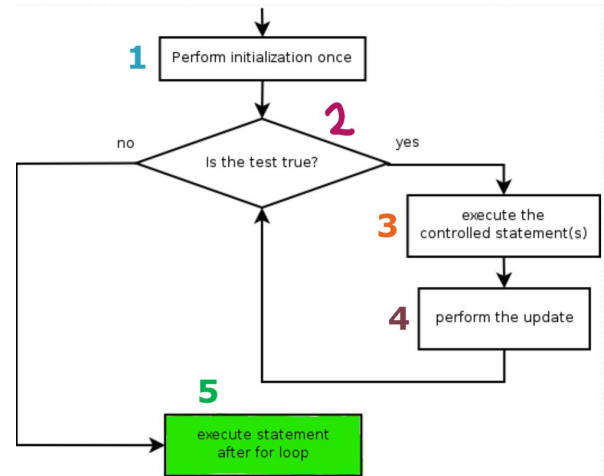 1
Perform initialization once
2
no
yes
Is the test true?
3
execute the
controlled statement(s)
4
perform the update
5
execute statement
after for loop